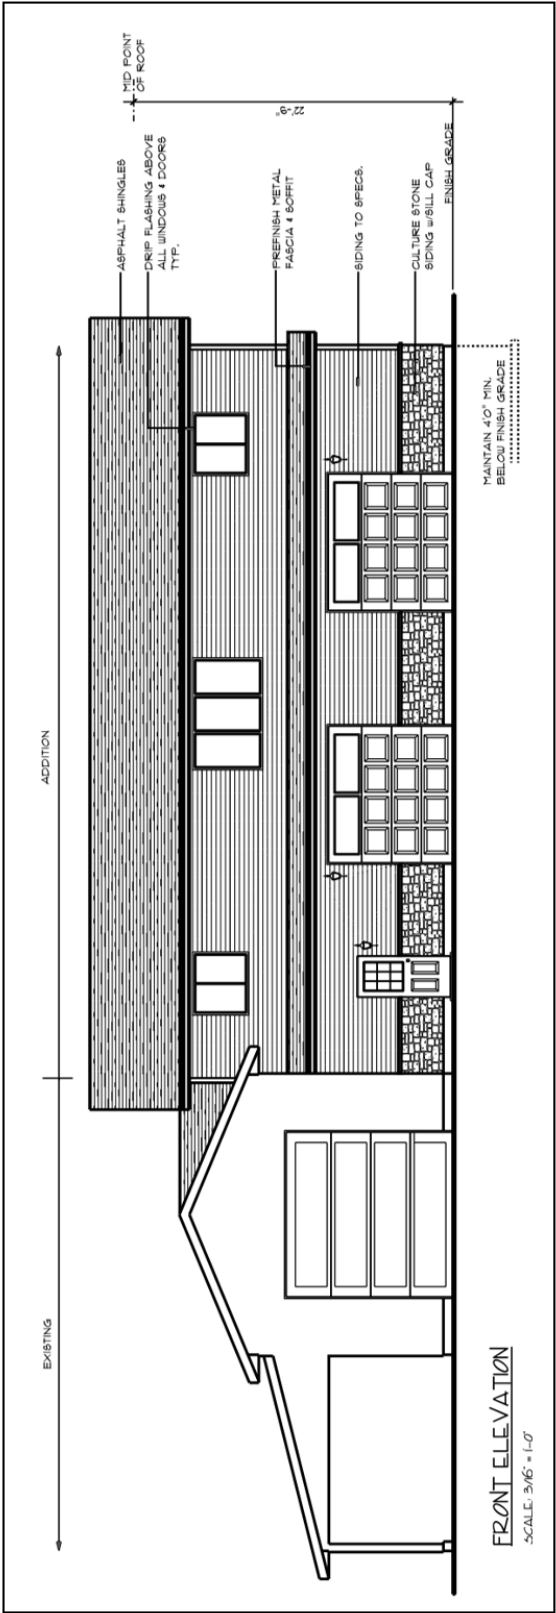 EXISTING
ADDITION
MID POINT
OF ROOF
22'-9"
ASPHALT SHINGLES
DRIP FLASHING ABOVE
ALL WINDOWS & DOORS
TYP.
PREFINISH METAL
FASCIA & SOFFIT
SIDING TO SPECS.
CULTURE STONE
SIDING w/SILL CAP
FINISH GRADE
MAINTAIN 4'0" MIN.
BELOW FINISH GRADE
FRONT ELEVATION
SCALE: 3/16" = 1'-0"